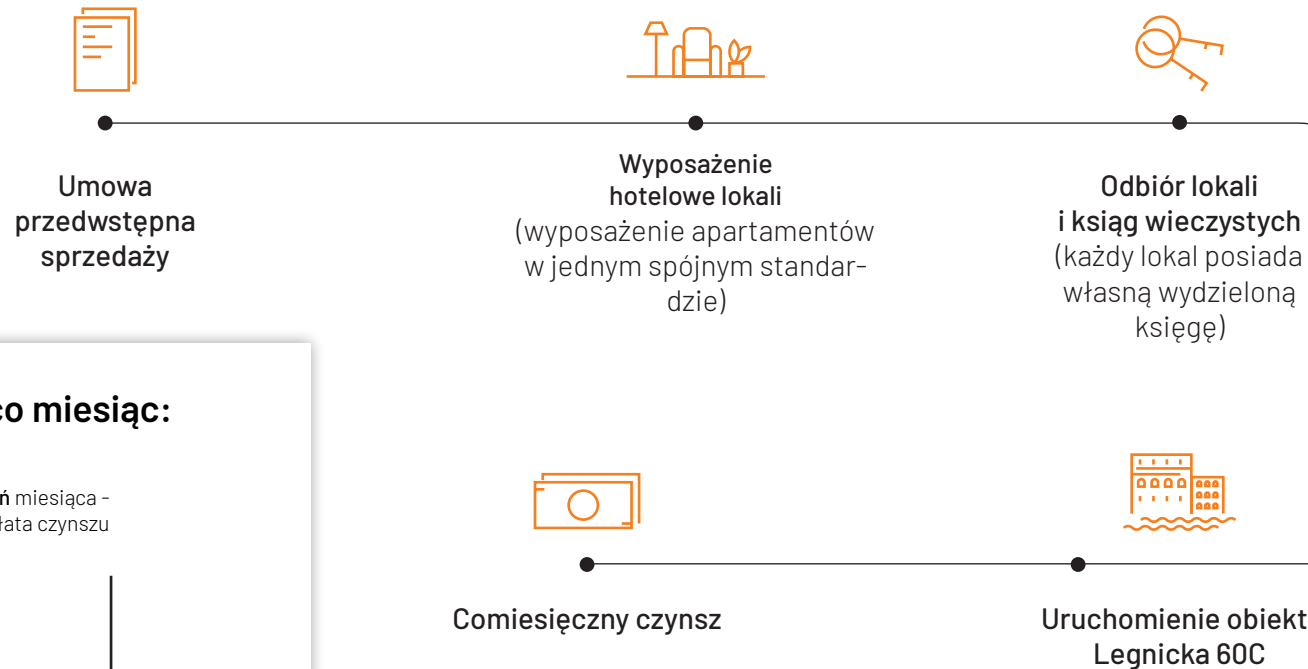 Umowa
przedwstępna
sprzedaży
Wyposażenie
hotelowe lokali
(wyposażenie apartamentów
w jednym spójnym standar-
dzie)
Odbiór lokali
i ksiąg wieczystych
(każdy lokal posiada
własną wydzieloną
księgę)
co miesiąc:
ń miesiąca -
łata czynszu
Comiesięczny czynsz
Uruchomienie obiekt
Legnicka 60C